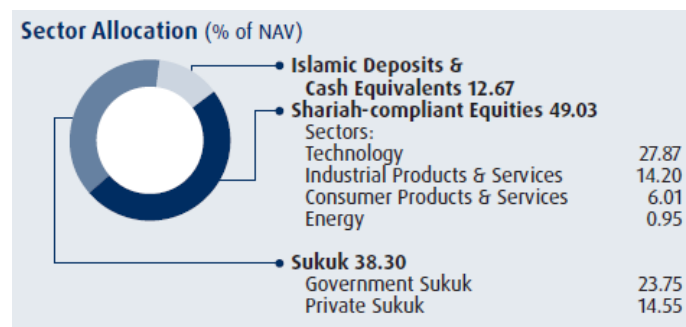 Sector Allocation (% of NAV)
Islamic Deposits &
Cash Equivalents 12.67
Shariah-compliant Equities 49.03
Sectors:
Technology 27.87
Industrial Products & Services 14.20
Consumer Products & Services 6.01
Energy 0.95
Sukuk 38.30
Government Sukuk 23.75
Private Sukuk 14.55